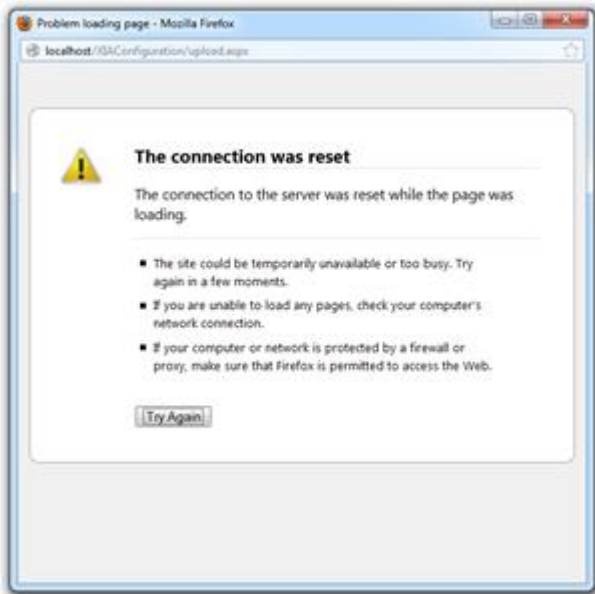 Problem loading page - Mozilla Firefox
localhost/XIAConfiguration/upload.aspx
The connection was reset
The connection to the server was reset while the page was
loading.
The site could be temporarily unavailable or too busy. Try
again in a few moments.
If you are unable to load any pages, check your computer's
network connection.
If your computer or network is protected by a firewall or
proxy, make sure that Firefox is permitted to access the Web.
Try Again